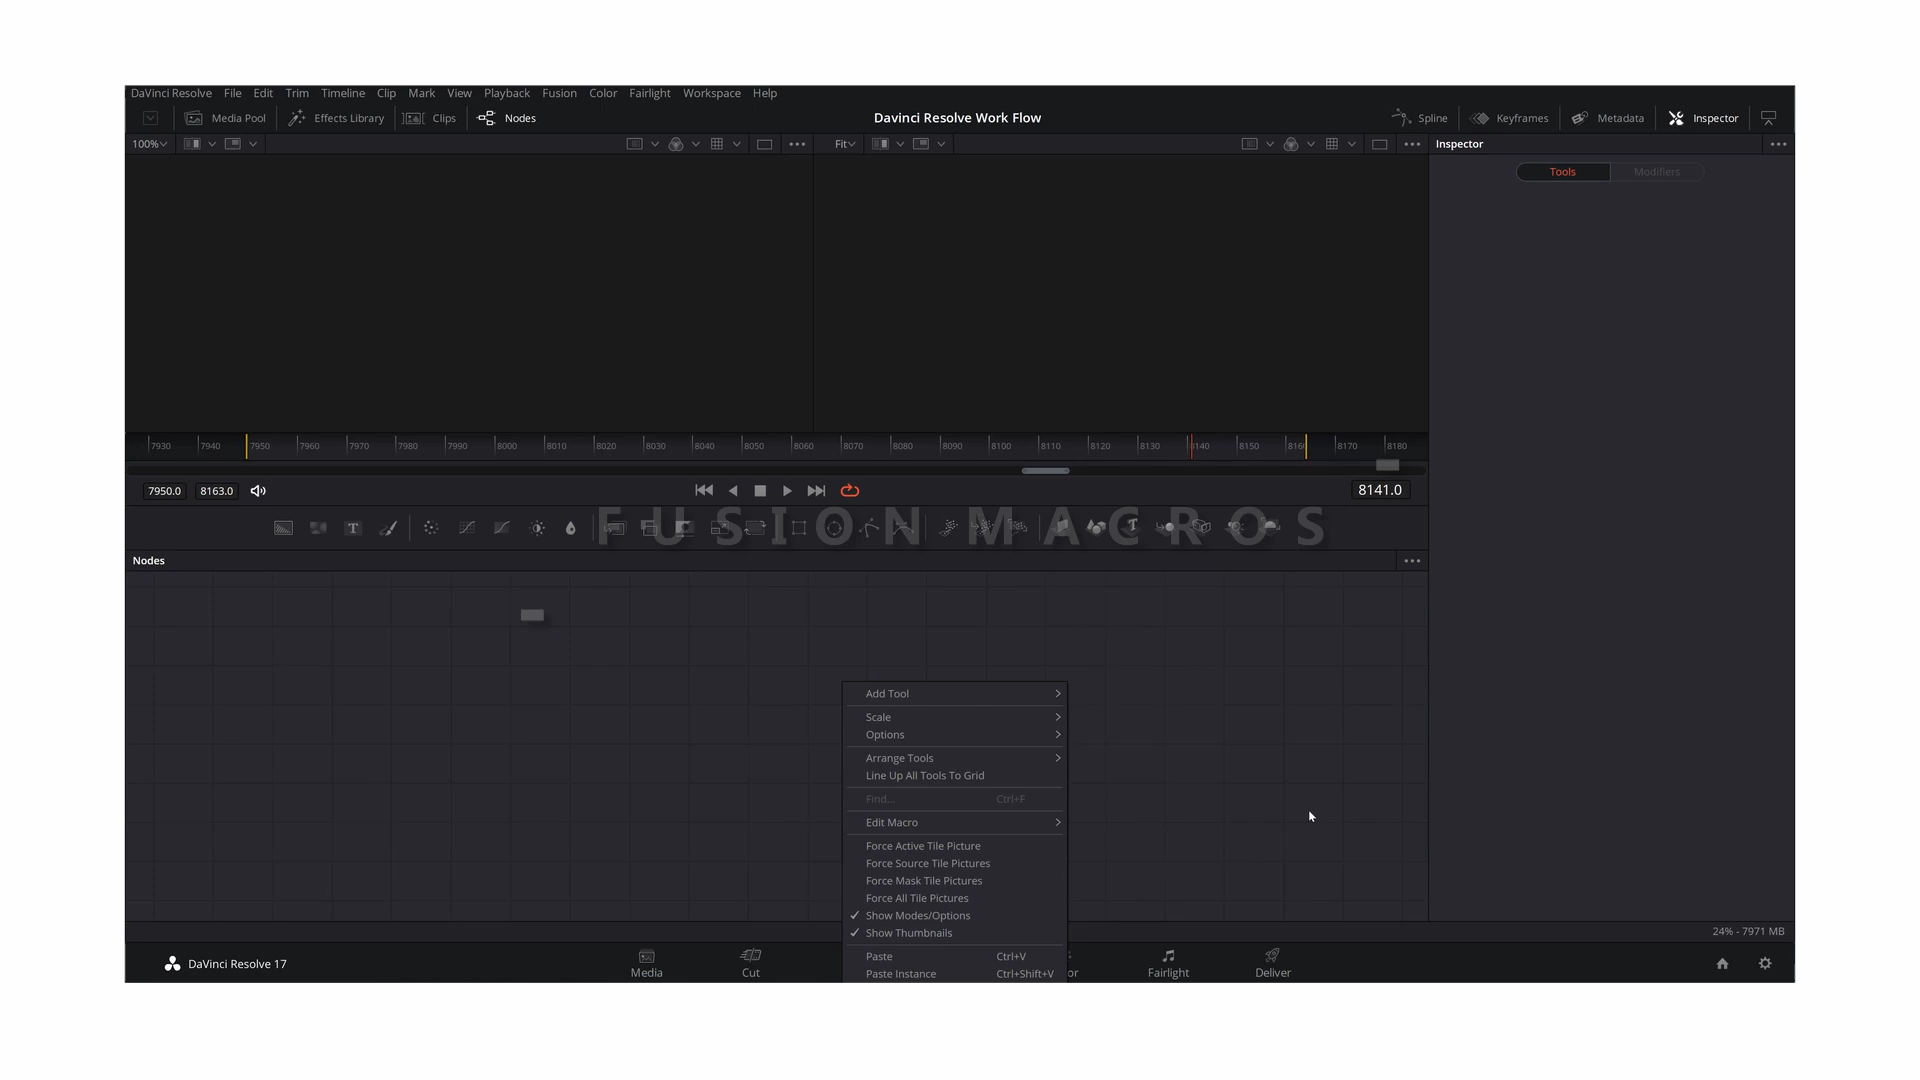 DaVinci Resolve File Edit Trim Timeline Clip Mark View Playback Fusion Color Fairlight Workspace Help
Media Pool Effects Library Clips Nodes Davinci Resolve Work Flow Spline Keyframes Metadata Inspector
100% Fit Inspector
Tools Modifiers
7930 7940 7950 7960 7970 7980 7990 8000 8010 8020 8030 8040 8050 8060 8070 8080 8090 8100 8110 8120 8130 8140 8150 816 8170 8180
7950.0 8163.0 8141.0
FUSION MACROS
Nodes
Add Tool
Scale
Options
Arrange Tools
Line Up All Tools To Grid
Find... Ctrl+F
Edit Macro
Force Active Tile Picture
Force Source Tile Pictures
Force Mask Tile Pictures
Force All Tile Pictures
Show Modes/Options
Show Thumbnails
24% - 7971 MB
Paste Ctrl+V
Paste Instance Ctrl+Shift+V
DaVinci Resolve 17 Media Cut or Fairlight Deliver